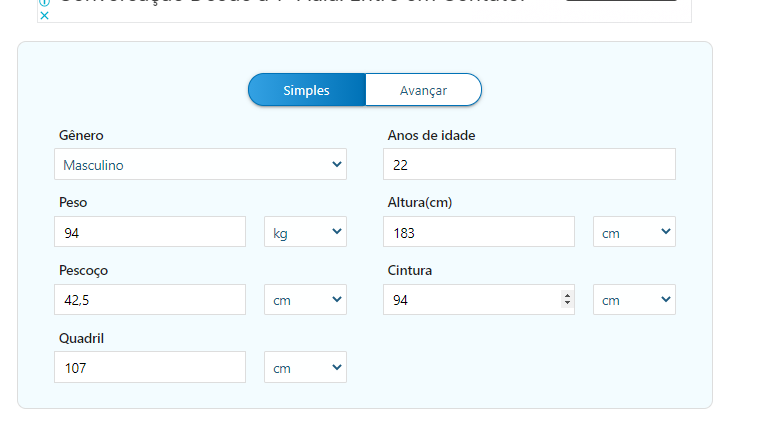 Simples Avançar
Gênero Anos de idade
Masculino 22
Peso Altura(cm)
94 kg 183 cm
Pescoço Cintura
42,5 cm 94 cm
Quadril
107 cm